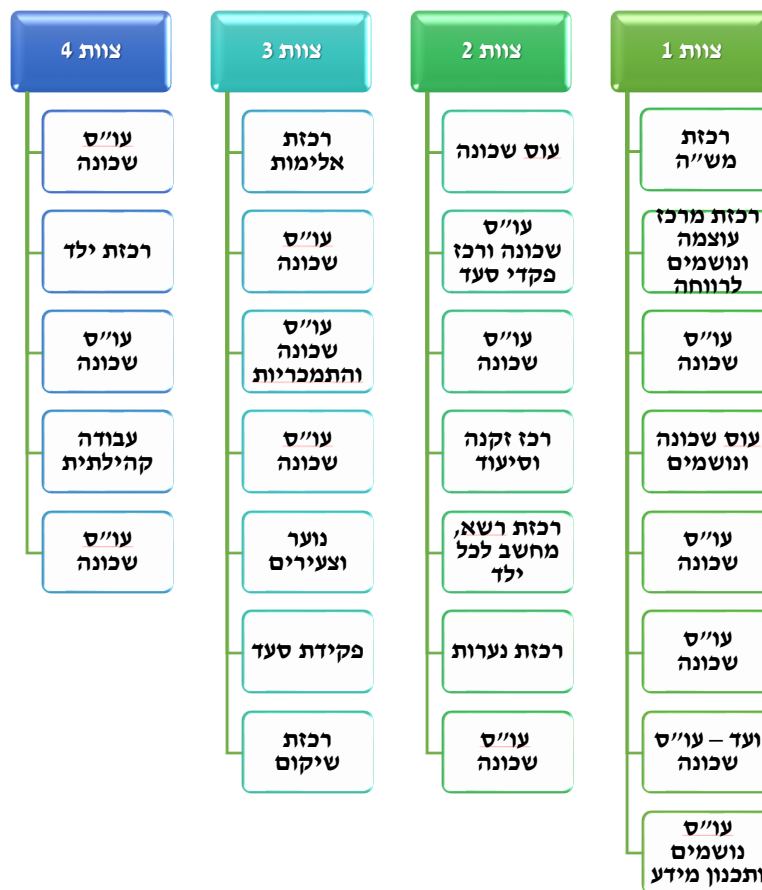 צוות 1
רכזת
מש״ה
רכזת מרכז
עוצמה
ונושמים
לרווחה
עו״ס
שכונה
עוס שכונה
ונושמים
עו״ס
שכונה
עו״ס
שכונה
ועד – עו״ס
שכונה
עו״ס
נושמים
ותכנון מידע
צוות 2
עוס שכונה
עו״ס
שכונה ורכז
פקדי סעד
עו״ס
שכונה
רכז זקנה
וסיעוד
רכזת רשא,
מחשב לכל
ילד
רכזת נערות
עו״ס
שכונה
צוות 3
רכזת
אלימות
עו״ס
שכונה
עו״ס
שכונה
והתמכריות
עו״ס
שכונה
נוער
וצעירים
פקידת סעד
רכזת
שיקום
צוות 4
עו״ס
שכונה
רכזת ילד
עו״ס
שכונה
עבודה
קהילתית
עו״ס
שכונה